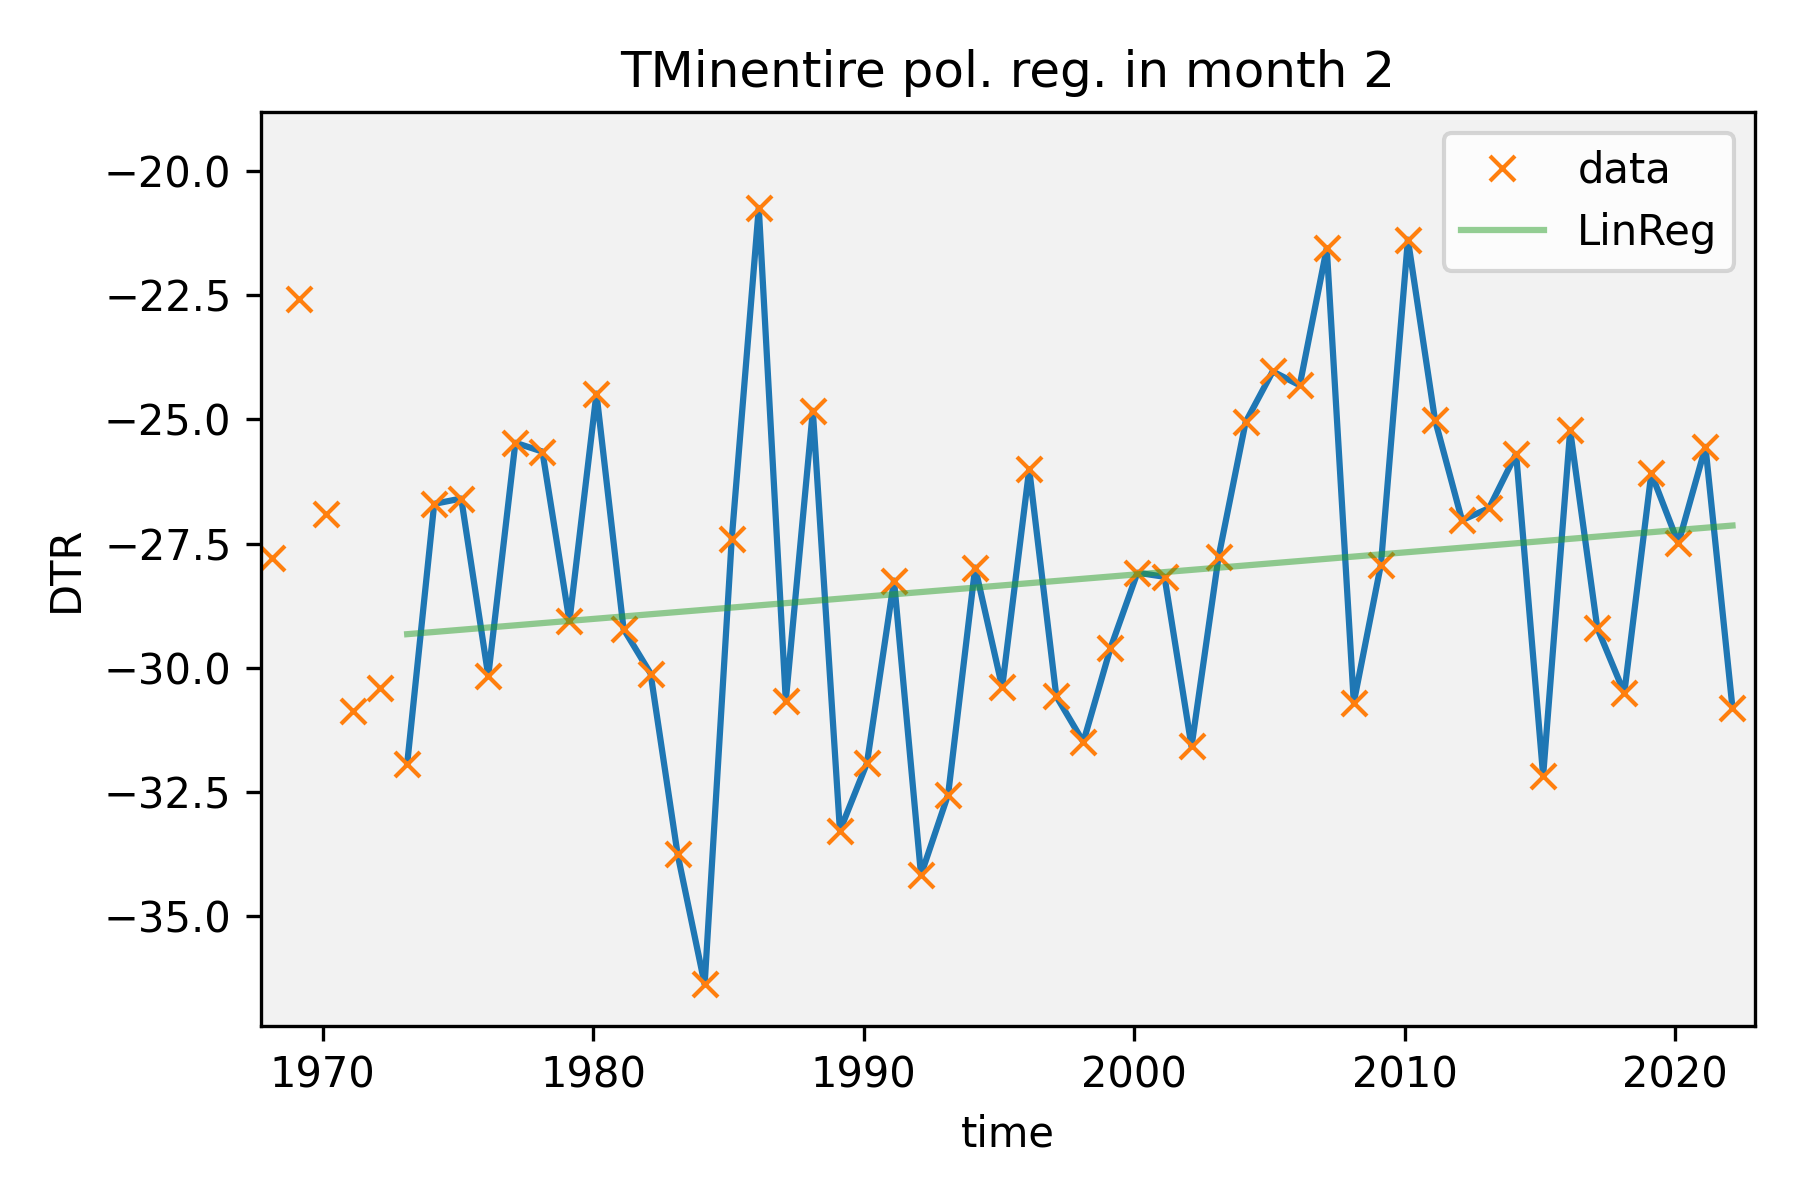 TMinentire pol. reg. in month 2
data
LinReg
−20.0
−22.5
−25.0
−27.5
−30.0
−32.5
−35.0
DTR
1970 1980 1990 2000 2010 2020
time